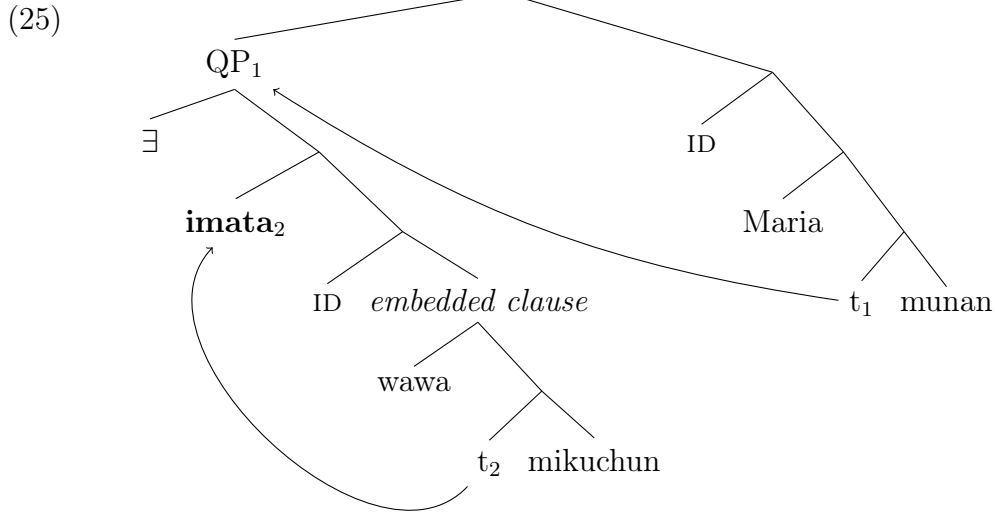 (25)
QP₁
∃
ID
imata₂
Maria
ID
embedded clause
t₁
munan
wawa
t₂
mikuchun